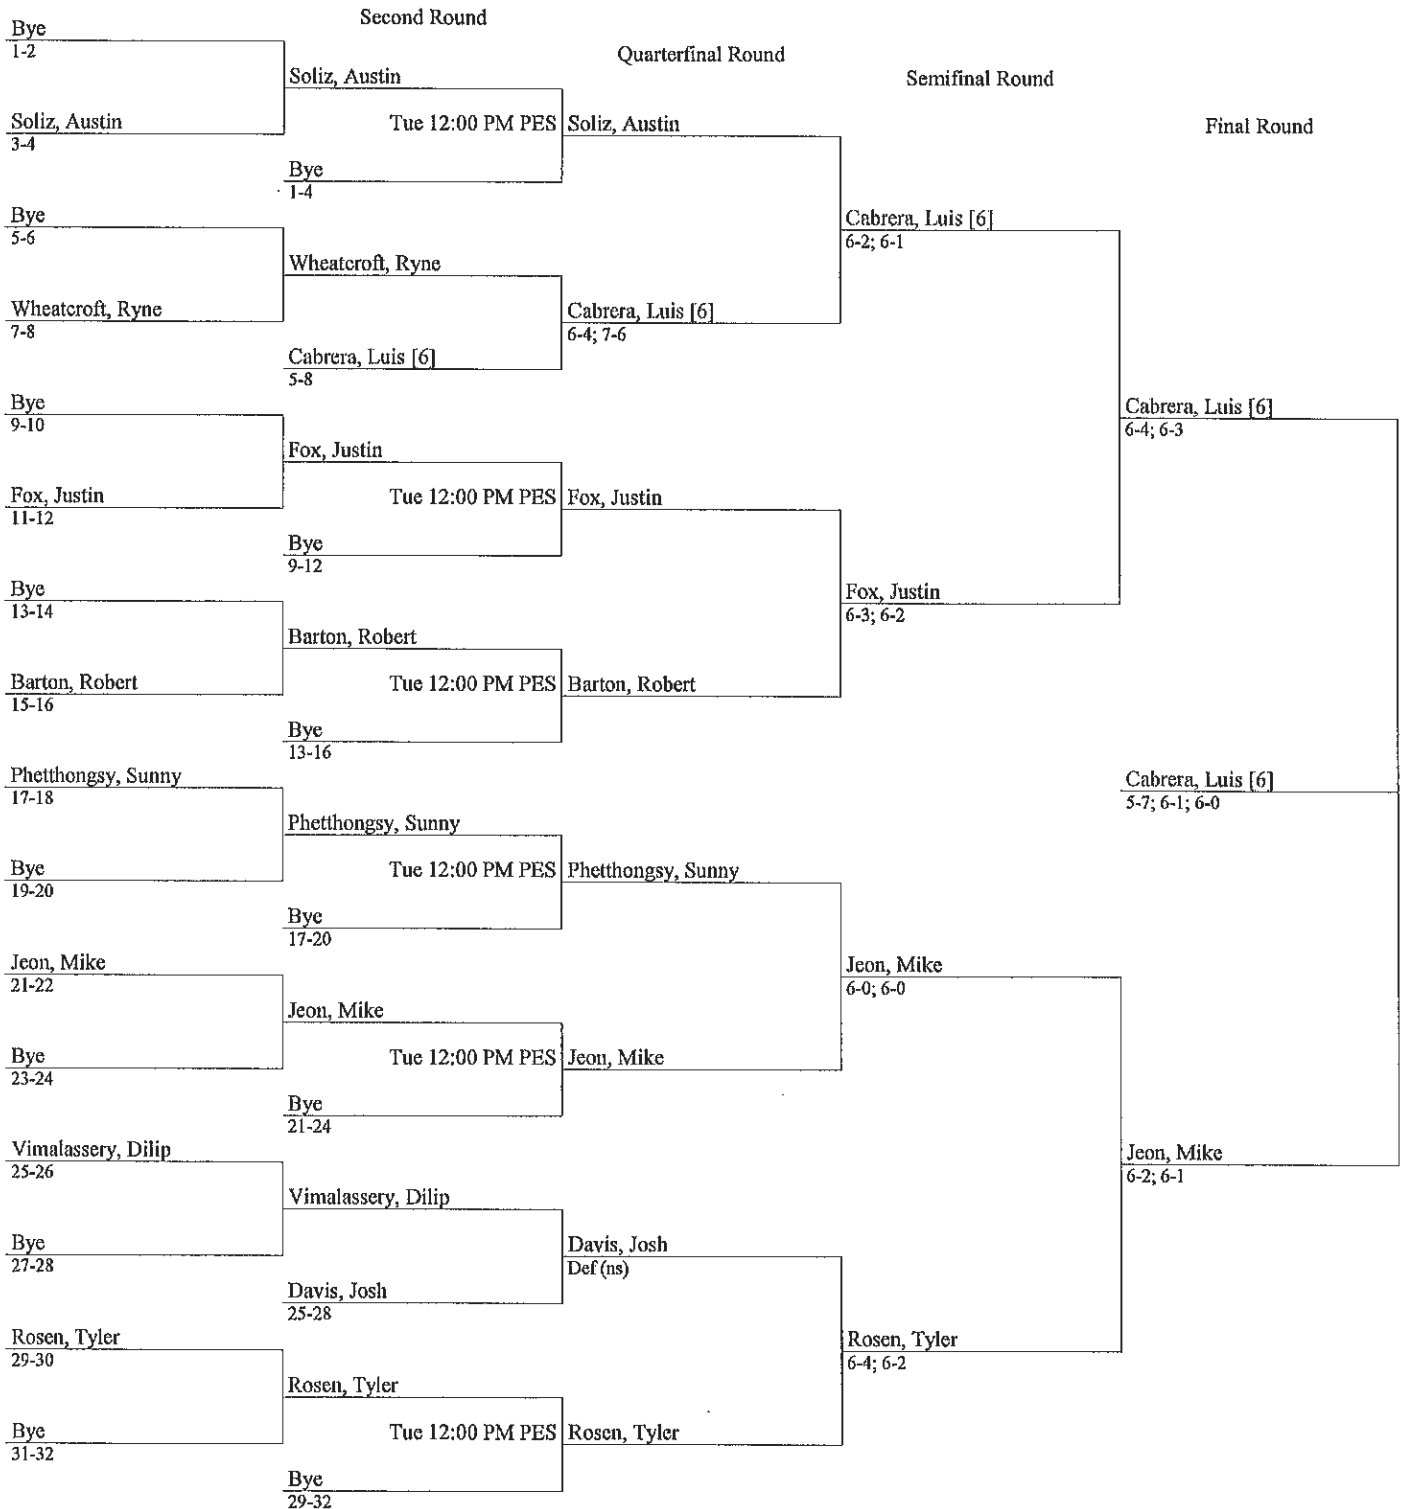 Second Round
Quarterfinal Round
Semifinal Round
Final Round
Bye
1-2
Soliz, Austin
3-4
Bye
5-6
Wheatcroft, Ryne
7-8
Bye
9-10
Fox, Justin
11-12
Bye
13-14
Barton, Robert
15-16
Phetthongsy, Sunny
17-18
Bye
19-20
Jeon, Mike
21-22
Bye
23-24
Vimalassery, Dilip
25-26
Bye
27-28
Rosen, Tyler
29-30
Bye
31-32
Soliz, Austin
Tue 12:00 PM PES
Bye
1-4
Wheatcroft, Ryne
Cabrera, Luis [6]
5-8
Fox, Justin
Tue 12:00 PM PES
Bye
9-12
Barton, Robert
Tue 12:00 PM PES
Bye
13-16
Phetthongsy, Sunny
Tue 12:00 PM PES
Bye
17-20
Jeon, Mike
Tue 12:00 PM PES
Bye
21-24
Vimalassery, Dilip
Davis, Josh
25-28
Rosen, Tyler
Tue 12:00 PM PES
Bye
29-32
Soliz, Austin
Cabrera, Luis [6]
6-4; 7-6
Fox, Justin
Barton, Robert
Phetthongsy, Sunny
Jeon, Mike
Davis, Josh
Def (ns)
Rosen, Tyler
Cabrera, Luis [6]
6-2; 6-1
Fox, Justin
6-3; 6-2
Jeon, Mike
6-0; 6-0
Rosen, Tyler
6-4; 6-2
Cabrera, Luis [6]
6-4; 6-3
Cabrera, Luis [6]
5-7; 6-1; 6-0
Jeon, Mike
6-2; 6-1